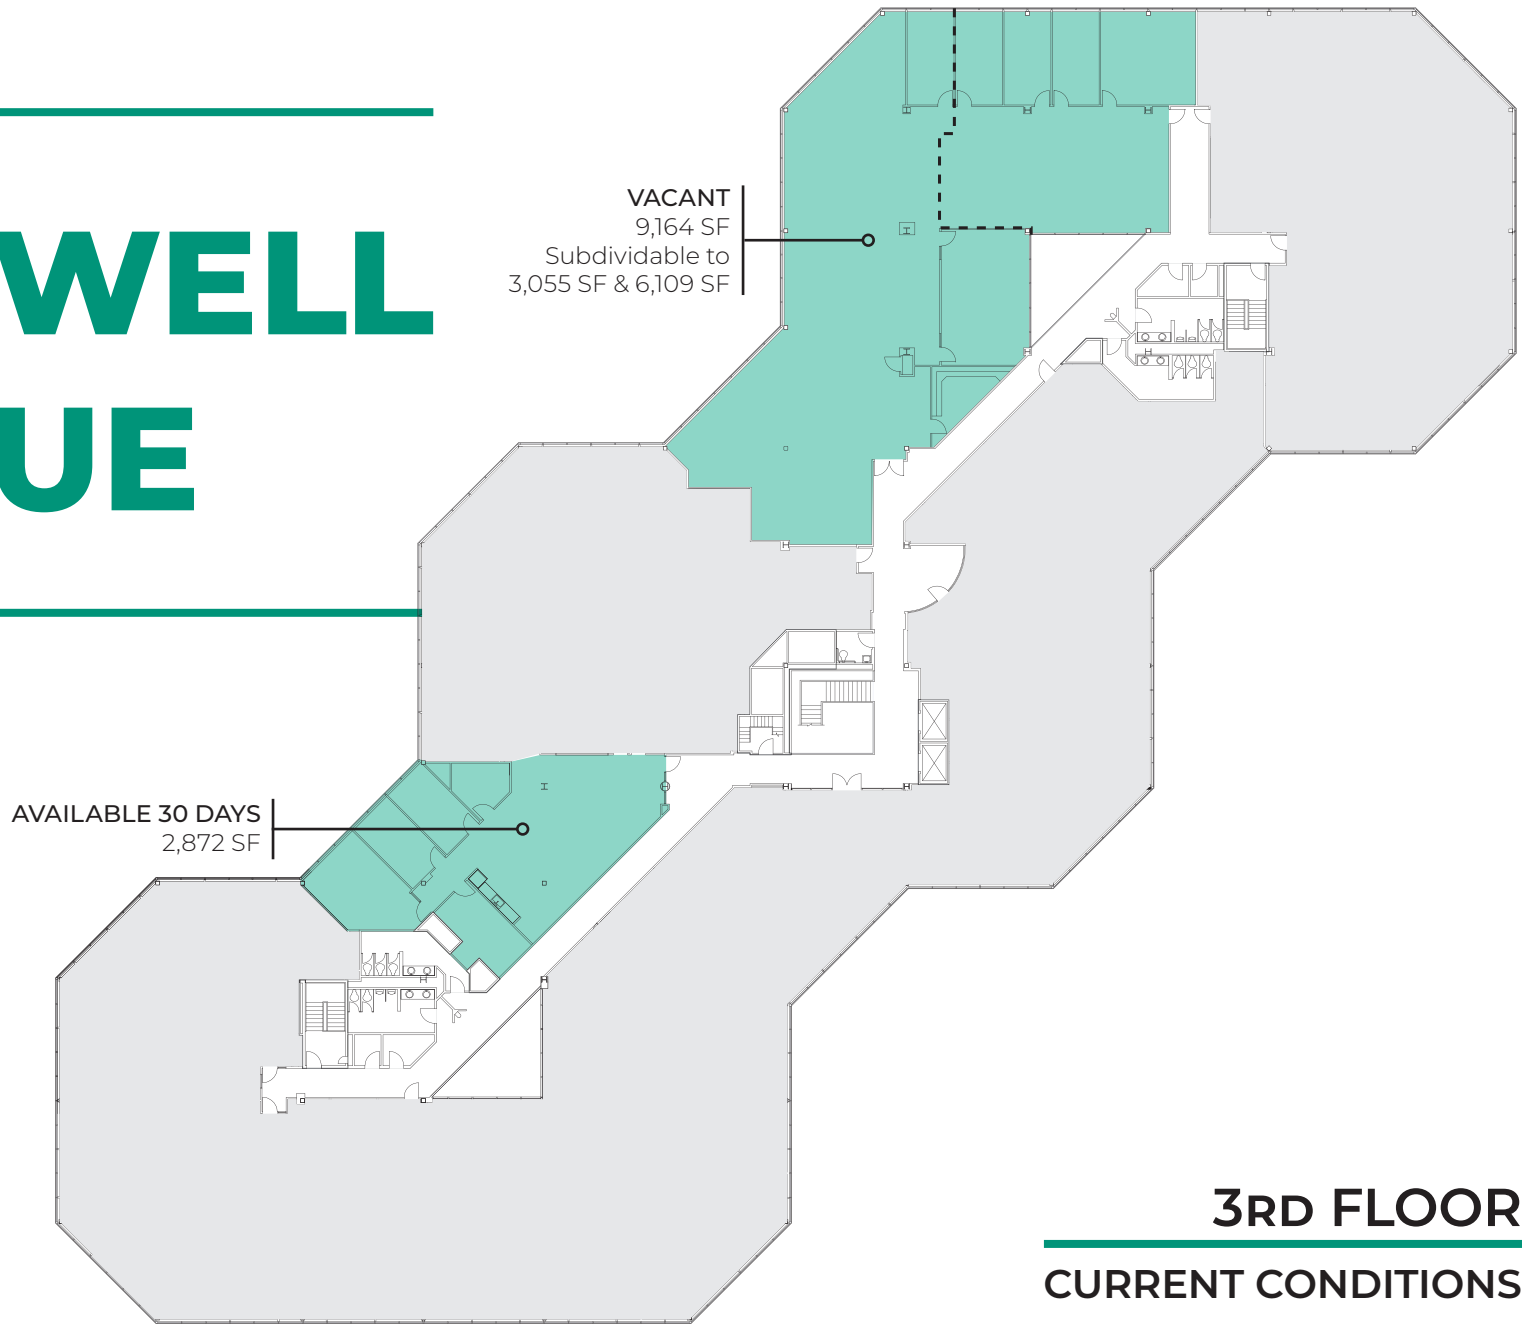 WELL
UE
VACANT
9,164 SF
Subdividable to
3,055 SF & 6,109 SF
AVAILABLE 30 DAYS
2,872 SF
3RD FLOOR
CURRENT CONDITIONS